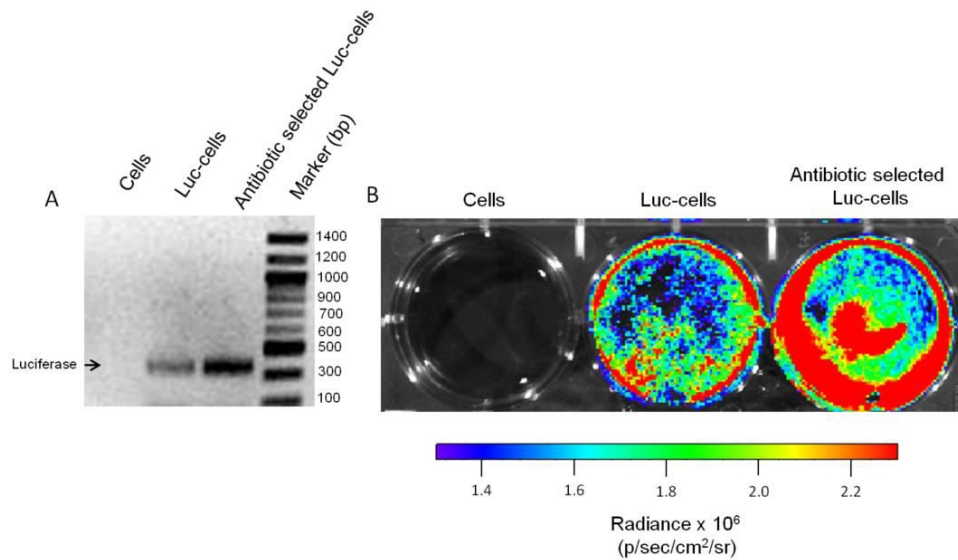 A
Cells
Luc-cells
Antibiotic selected Luc-cells
Marker (bp)
1400
1200
1000
900
700
600
500
300
100
Luciferase
B
Cells
Luc-cells
Antibiotic selected
Luc-cells
1.4
1.6
1.8
2.0
2.2
Radiance x 10⁶
(p/sec/cm²/sr)